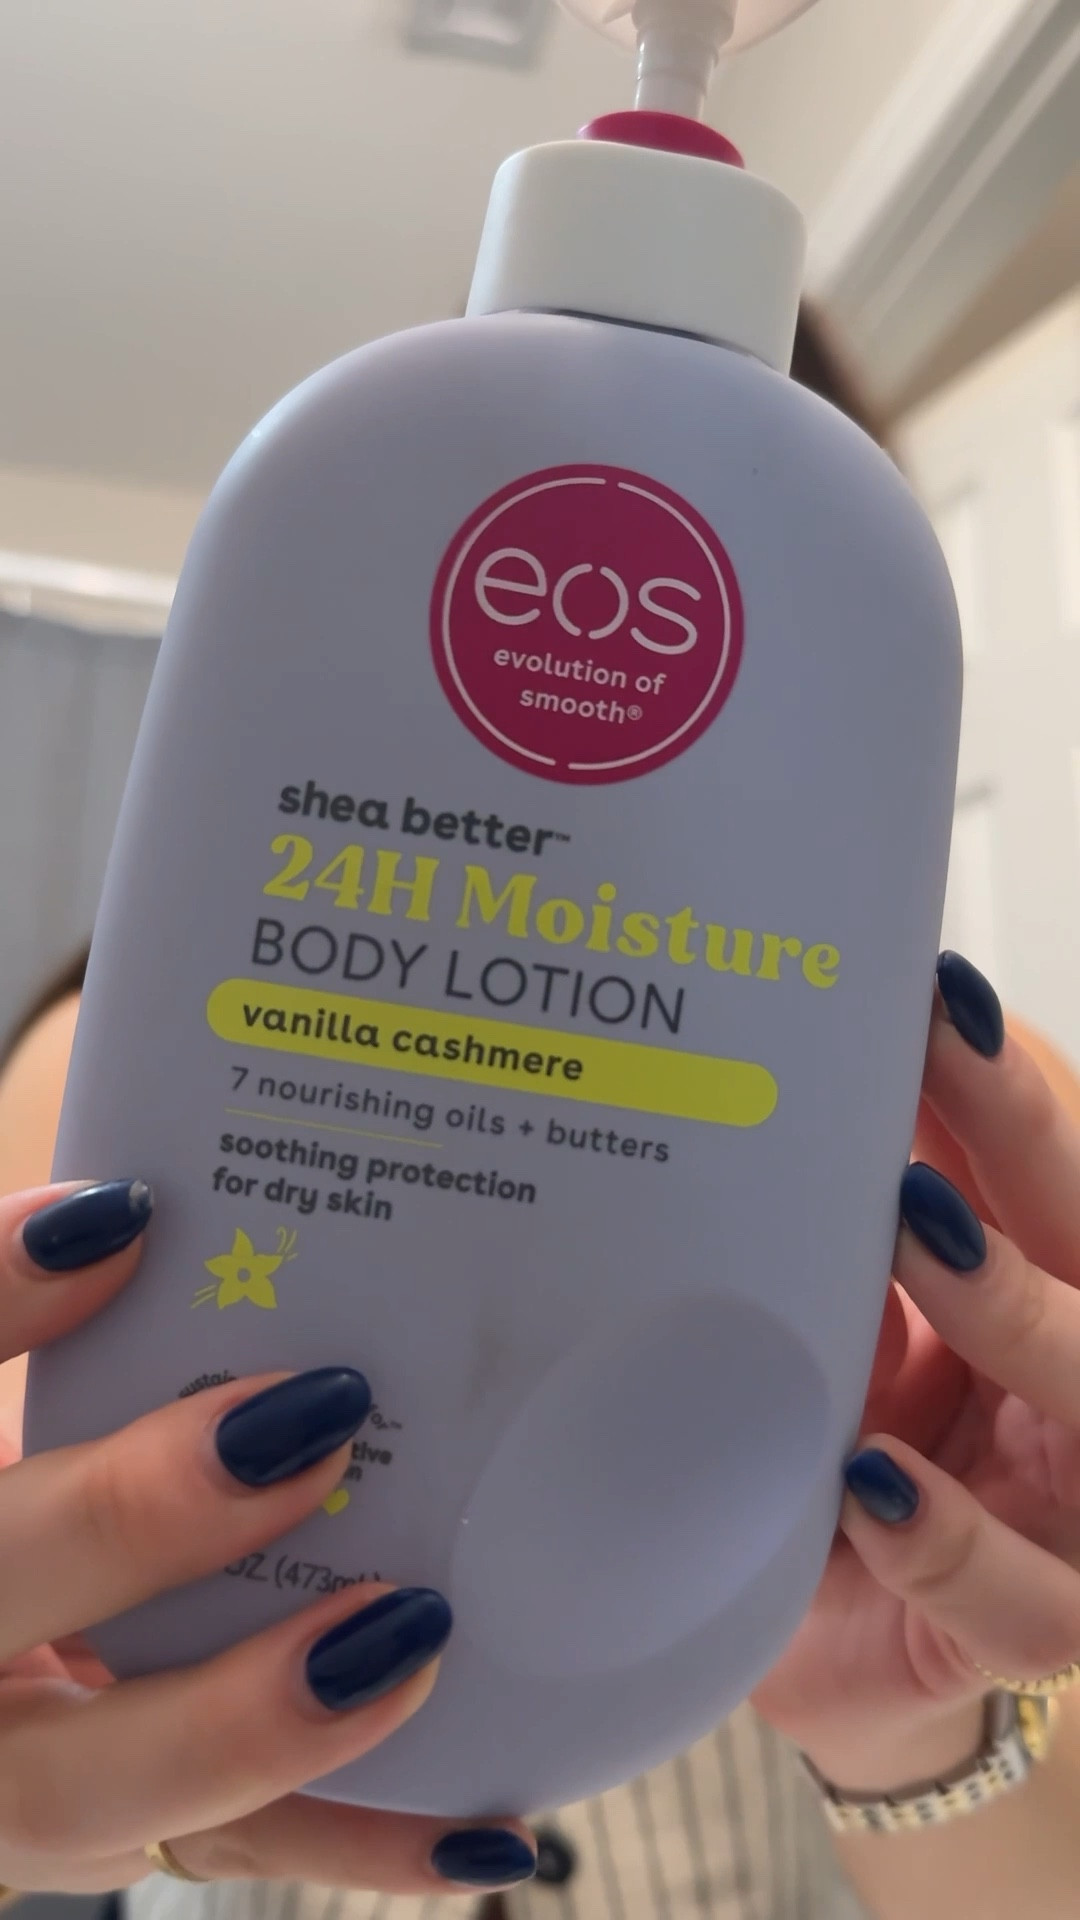 eos
evolution of
smooth®
shea better™
24H Moisture
BODY LOTION
vanilla cashmere
7 nourishing oils + butters
soothing protection
for dry skin
(473mL)